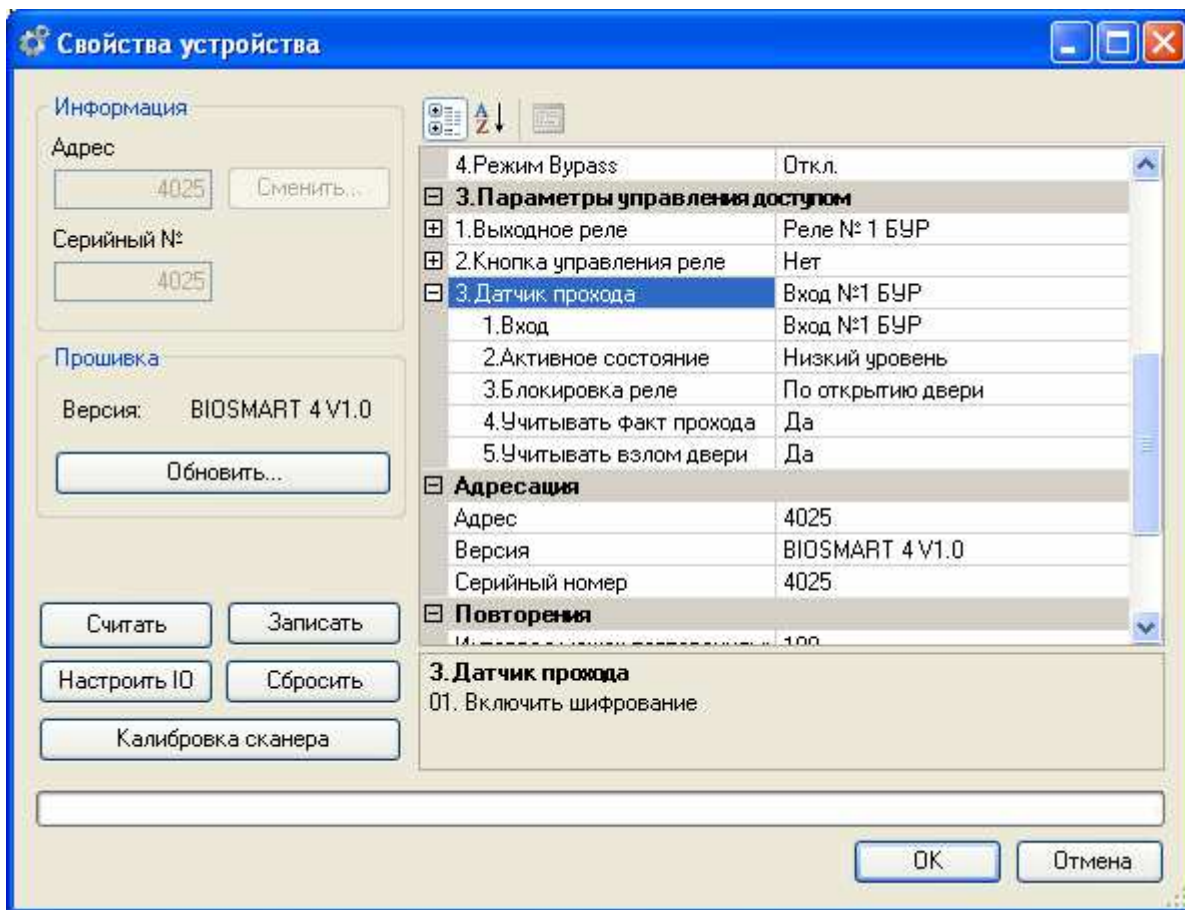 Свойства устройства
Информация
Адрес
4025 Сменить...
Серийный №
4025
Прошивка
Версия: BIOSMART 4 V1.0
Обновить...
Считать Записать
Настроить IO Сбросить
Калибровка сканера
4.Режим Bypass Откл.
3.Параметры управления доступом
1.Выходное реле Реле № 1 БУР
2.Кнопка управления реле Нет
3.Датчик прохода Вход №1 БУР
1.Вход Вход №1 БУР
2.Активное состояние Низкий уровень
3.Блокировка реле По открытию двери
4.Учитывать факт прохода Да
5.Учитывать взлом двери Да
Адресация
Адрес 4025
Версия BIOSMART 4 V1.0
Серийный номер 4025
Повторения
100
3.Датчик прохода
01. Включить шифрование
OK Отмена